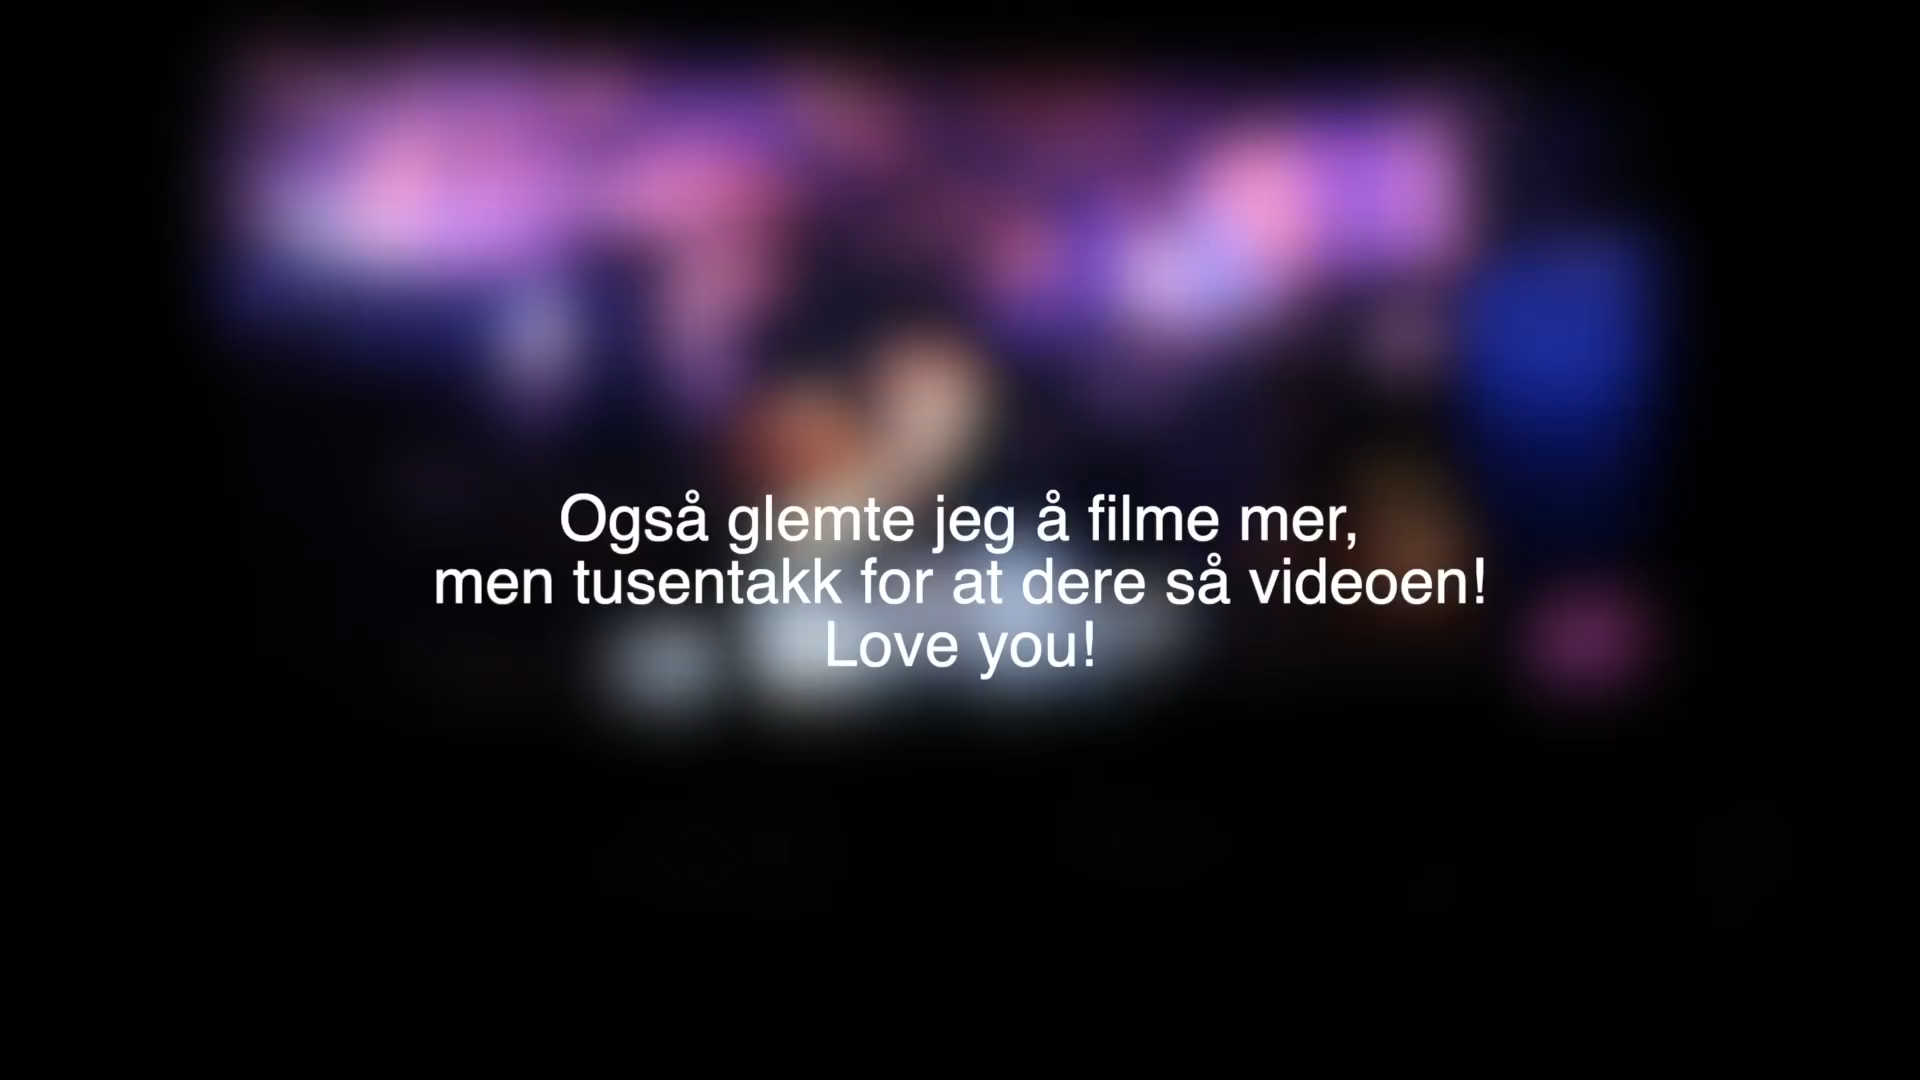 Også glemte jeg å filme mer,
men tusentakk for at dere så videoen!
Love you!